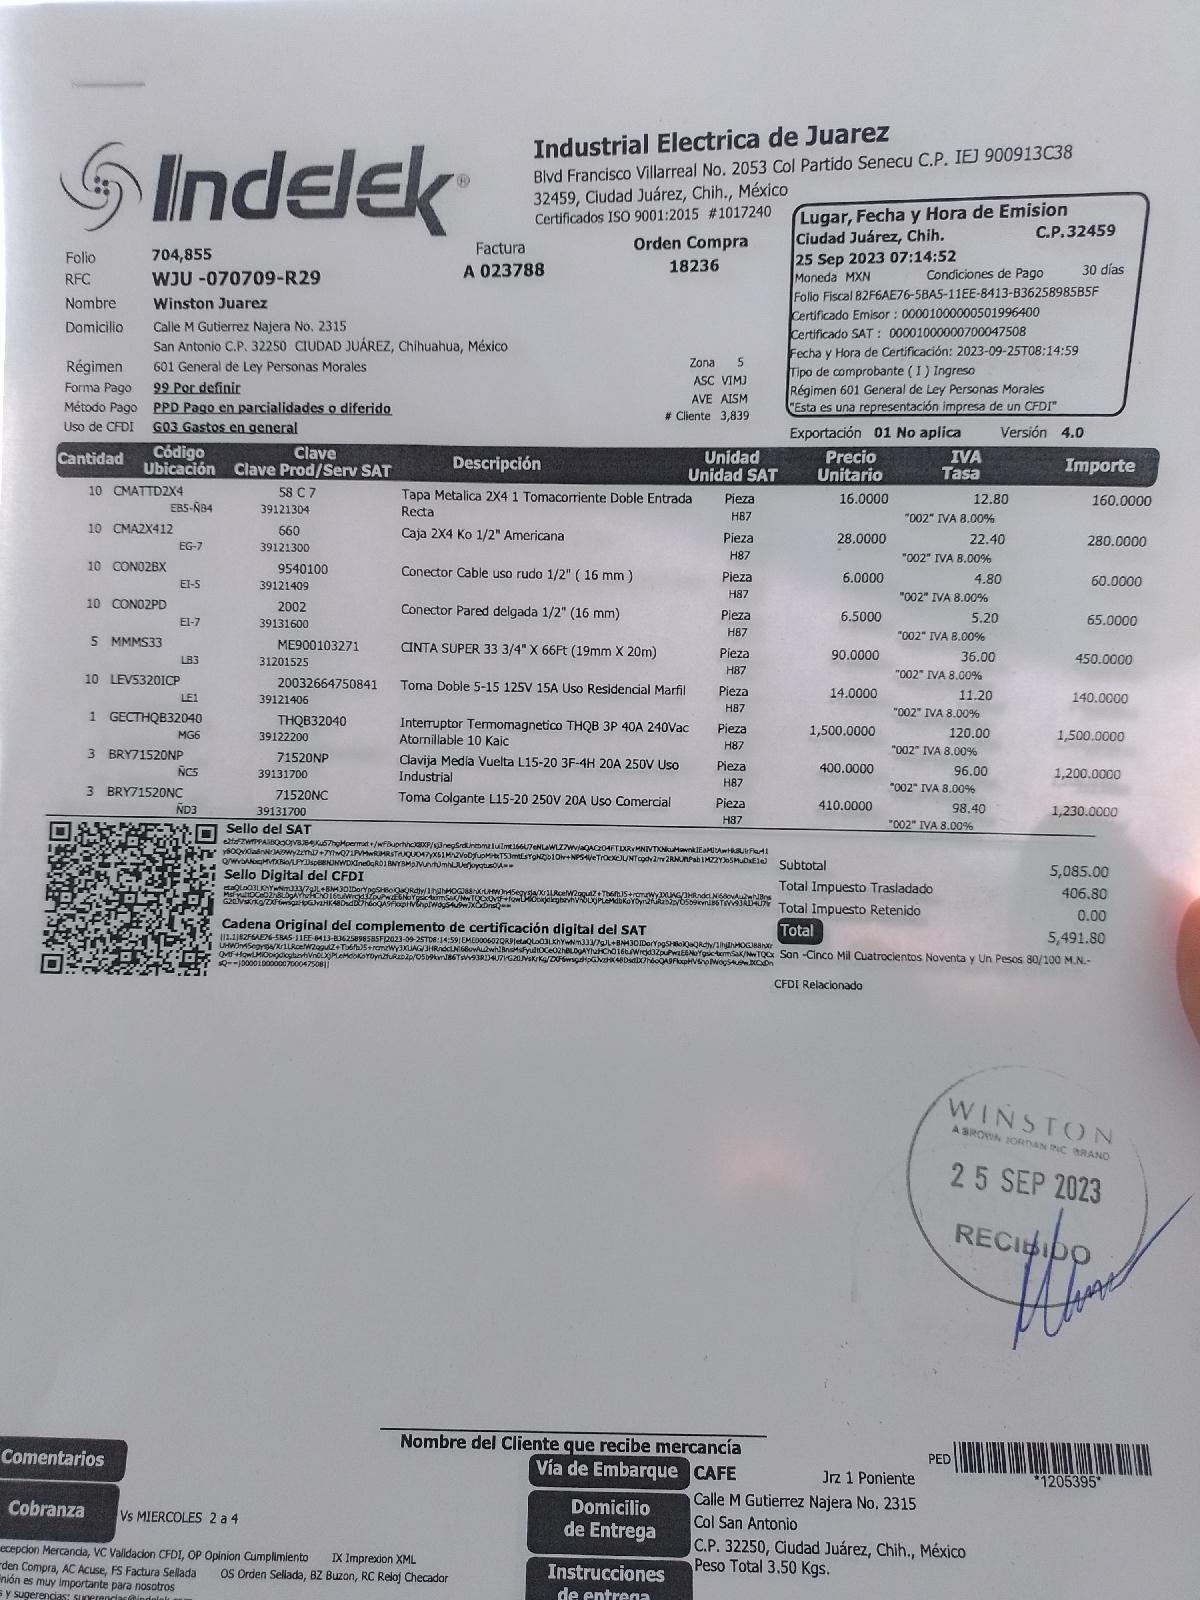 Indelek®
Industrial Electrica de Juarez
Blvd Francisco Villarreal No. 2053 Col Partido Senecu C.P. IEJ 900913C38
32459, Ciudad Juárez, Chih., México
Certificados ISO 9001:2015 #1017240
Folio 704,855
Factura
A 023788
Orden Compra
18236
RFC WJU -070709-R29
Nombre Winston Juarez
Domicilio Calle M Gutierrez Najera No. 2315
San Antonio C.P. 32250 CIUDAD JUÁREZ, Chihuahua, México
Régimen 601 General de Ley Personas Morales
Forma Pago 99 Por definir
Método Pago PPD Pago en parcialidades o diferido
Uso de CFDI G03 Gastos en general
Zona 5
ASC VIMJ
AVE AISM
# Cliente 3,839
Lugar, Fecha y Hora de Emision
Ciudad Juárez, Chih. C.P.32459
25 Sep 2023 07:14:52
Moneda MXN Condiciones de Pago 30 días
Folio Fiscal 82F6AE76-5BA5-11EE-8413-B36258985B5F
Certificado Emisor : 00001000000501996400
Certificado SAT : 00001000000700047508
Fecha y Hora de Certificación: 2023-09-25T08:14:59
Tipo de comprobante ( I ) Ingreso
Régimen 601 General de Ley Personas Morales
"Esta es una representación impresa de un CFDI"
Exportación 01 No aplica Versión 4.0
Cantidad Código Ubicación Clave Clave Prod/Serv SAT Descripción Unidad Unidad SAT Precio Unitario IVA Tasa Importe
10 CMATTD2X4 58 C 7 Tapa Metalica 2X4 1 Tomacorriente Doble Entrada Pieza 16.0000 12.80 160.0000
EBS-ÑB4 39121304 Recta H87 "002" IVA 8.00%
10 CMA2X412 660 Caja 2X4 Ko 1/2" Americana Pieza 28.0000 22.40 280.0000
EG-7 39121300 H87 "002" IVA 8.00%
10 CON02BX 9540100 Conector Cable uso rudo 1/2" ( 16 mm ) Pieza 6.0000 4.80 60.0000
EI-5 39121409 H87 "002" IVA 8.00%
10 CON02PD 2002 Conector Pared delgada 1/2" (16 mm) Pieza 6.5000 5.20 65.0000
EI-7 39131600 H87 "002" IVA 8.00%
5 MMMS33 ME900103271 CINTA SUPER 33 3/4" X 66Ft (19mm X 20m) Pieza 90.0000 36.00 450.0000
LB3 31201525 H87 "002" IVA 8.00%
10 LEV5320ICP 20032664750841 Toma Doble 5-15 125V 15A Uso Residencial Marfil Pieza 14.0000 11.20 140.0000
LE1 39121406 H87 "002" IVA 8.00%
1 GECTHQB32040 THQB32040 Interruptor Termomagnetico THQB 3P 40A 240Vac Pieza 1,500.0000 120.00 1,500.0000
MG6 39122200 Atornillable 10 Kaic H87 "002" IVA 8.00%
3 BRY71520NP 71520NP Clavija Media Vuelta L15-20 3F-4H 20A 250V Uso Pieza 400.0000 96.00 1,200.0000
ÑC5 39131700 Industrial H87 "002" IVA 8.00%
3 BRY71520NC 71520NC Toma Colgante L15-20 250V 20A Uso Comercial Pieza 410.0000 98.40 1,230.0000
ÑD3 39131700 H87 "002" IVA 8.00%
Sello del SAT
Sello Digital del CFDI
Cadena Original del complemento de certificación digital del SAT
Subtotal 5,085.00
Total Impuesto Trasladado 406.80
Total Impuesto Retenido 0.00
Total 5,491.80
Son -Cinco Mil Cuatrocientos Noventa y Un Pesos 80/100 M.N.-
CFDI Relacionado
WINSTON
A BROWN JORDAN INC BRAND
25 SEP 2023
RECIBIDO
Nombre del Cliente que recibe mercancía
Comentarios
Cobranza Vs MIERCOLES 2 a 4
Vía de Embarque CAFE Jrz 1 Poniente
PED *1205395*
Domicilio de Entrega
Calle M Gutierrez Najera No. 2315
Col San Antonio
C.P. 32250, Ciudad Juárez, Chih., México
Peso Total 3.50 Kgs.
Instrucciones
de entrega
ecepcion Mercancia, VC Validacion CFDI, OP Opinion Cumplimiento IX Imprexion XML
rden Compra, AC Acuse, FS Factura Sellada OS Orden Sellada, BZ Buzon, RC Reloj Checador
nión es muy importante para nosotros
s y sugerencias: